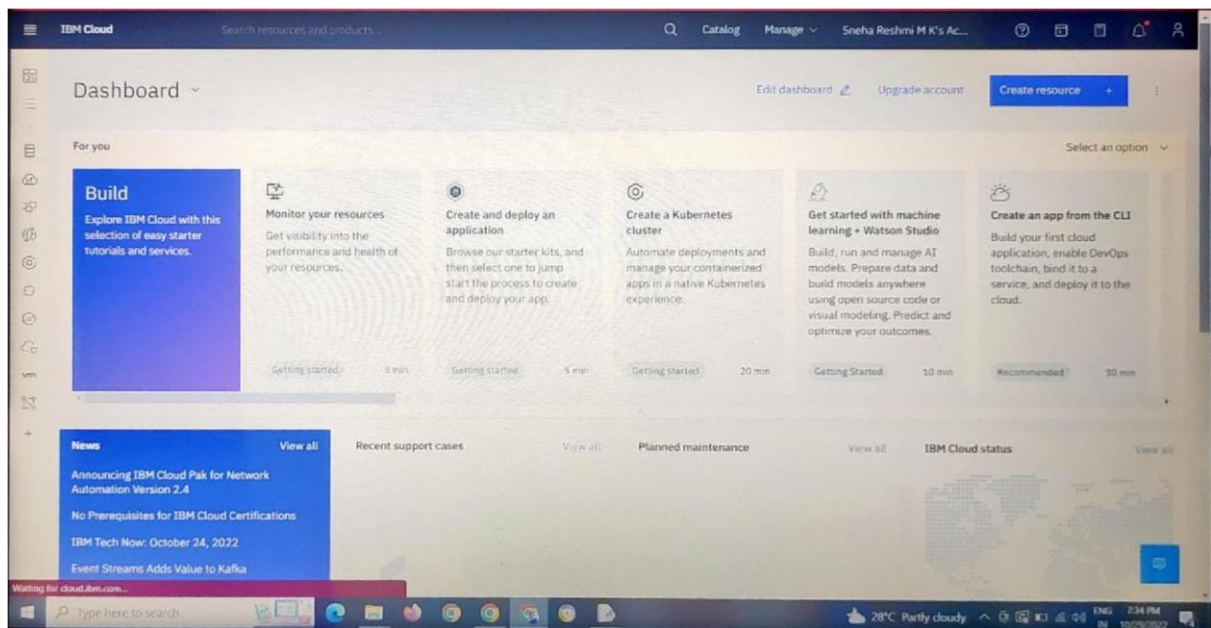 IBM Cloud
Search resources and products...
Catalog
Manage
Sneha Reshmi M K's Ac...
Dashboard
Edit dashboard
Upgrade account
Create resource +
For you
Select an option
Build
Explore IBM Cloud with this
selection of easy starter
tutorials and services.
Monitor your resources
Get visibility into the
performance and health of
your resources.
Getting started
5 min
Create and deploy an
application
Browse our starter kits, and
then select one to jump
start the process to create
and deploy your app.
Getting started
5 min
Create a Kubernetes
cluster
Automate deployments and
manage your containerized
apps in a native Kubernetes
experience.
Getting started
20 min
Get started with machine
learning + Watson Studio
Build, run and manage AI
models. Prepare data and
build models anywhere
using open source code or
visual modeling. Predict and
optimize your outcomes.
Getting Started
10 min
Create an app from the CLI
Build your first cloud
application, enable DevOps
toolchain, bind it to a
service, and deploy it to the
cloud.
Recommended
30 min
vm
News
View all
Announcing IBM Cloud Pak for Network
Automation Version 2.4
No Prerequisites for IBM Cloud Certifications
IBM Tech Now: October 24, 2022
Event Streams Adds Value to Kafka
Recent support cases
View all
Planned maintenance
View all
IBM Cloud status
View all
Waiting for cloud.ibm.com...
Type here to search
28°C Partly cloudy
ENG
IN
7:34 PM
10/29/2022